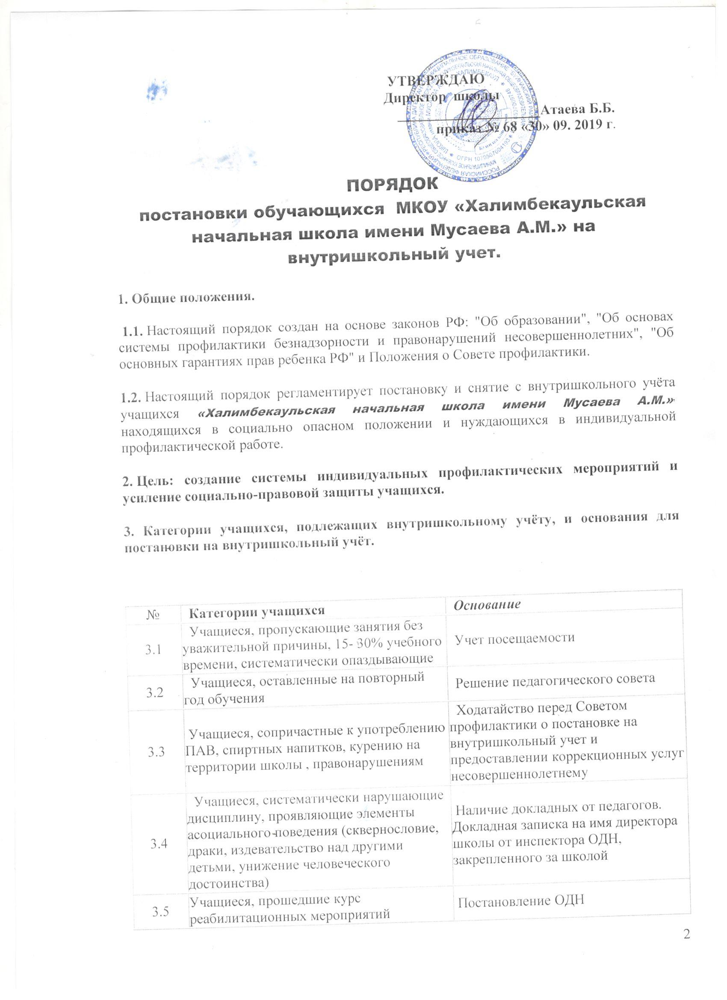 УТВЕРЖДАЮ
Директор школы
Атаева Б.Б.
приказ № 68 «30» 09. 2019 г.
ПОРЯДОК
постановки обучающихся МКОУ «Халимбекаульская
начальная школа имени Мусаева А.М.» на
внутришкольный учет.
1. Общие положения.
1.1. Настоящий порядок создан на основе законов РФ: "Об образовании", "Об основах
системы профилактики безнадзорности и правонарушений несовершеннолетних", "Об
основных гарантиях прав ребенка РФ" и Положения о Совете профилактики.
1.2. Настоящий порядок регламентирует постановку и снятие с внутришкольного учёта
учащихся «Халимбекаульская начальная школа имени Мусаева А.М.»
находящихся в социально опасном положении и нуждающихся в индивидуальной
профилактической работе.
2. Цель: создание системы индивидуальных профилактических мероприятий и
усиление социально-правовой защиты учащихся.
3. Категории учащихся, подлежащих внутришкольному учёту, и основания для
постановки на внутришкольный учёт.
№ Категории учащихся Основание
3.1 Учащиеся, пропускающие занятия без
уважительной причины, 15- 30% учебного
времени, систематически опаздывающие
Учет посещаемости
3.2 Учащиеся, оставленные на повторный
год обучения
Решение педагогического совета
3.3 Учащиеся, сопричастные к употреблению
ПАВ, спиртных напитков, курению на
территории школы , правонарушениям
Ходатайство перед Советом
профилактики о постановке на
внутришкольный учет и
предоставлении коррекционных услуг
несовершеннолетнему
3.4 Учащиеся, систематически нарушающие
дисциплину, проявляющие элементы
асоциального поведения (сквернословие,
драки, издевательство над другими
детьми, унижение человеческого
достоинства)
Наличие докладных от педагогов.
Докладная записка на имя директора
школы от инспектора ОДН,
закрепленного за школой
3.5 Учащиеся, прошедшие курс
реабилитационных мероприятий
Постановление ОДН
2
ОГРН 1070507004193